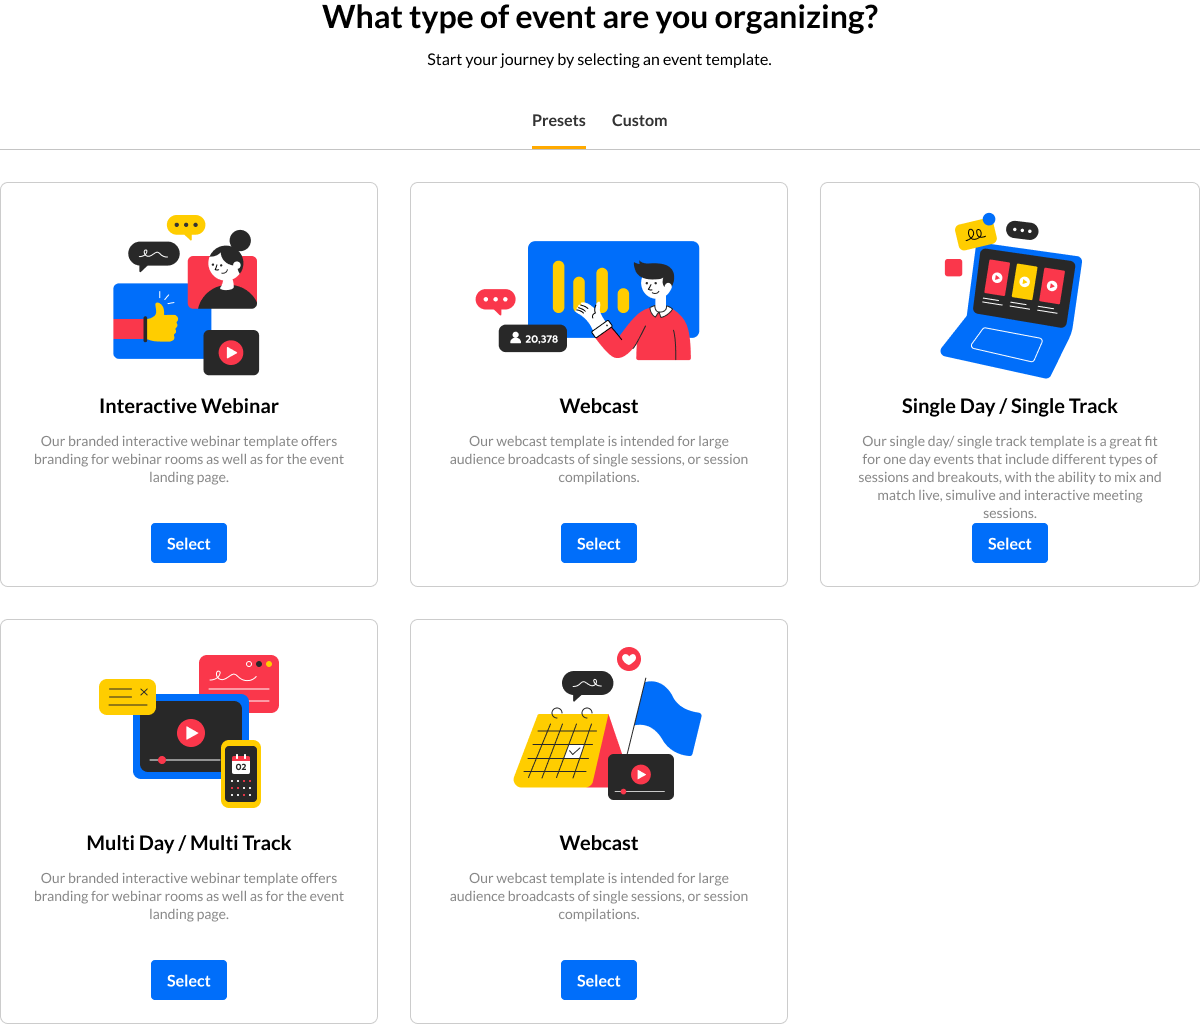 What type of event are you organizing?
Start your journey by selecting an event template.
Presets
Custom
20,378
Interactive Webinar
Our branded interactive webinar template offers
branding for webinar rooms as well as for the event
landing page.
Select
Webcast
Our webcast template is intended for large
audience broadcasts of single sessions, or session
compilations.
Select
Single Day / Single Track
Our single day/ single track template is a great fit
for one day events that include different types of
sessions and breakouts, with the ability to mix and
match live, simulive and interactive meeting
sessions.
Select
02
Multi Day / Multi Track
Our branded interactive webinar template offers
branding for webinar rooms as well as for the event
landing page.
Select
Webcast
Our webcast template is intended for large
audience broadcasts of single sessions, or session
compilations.
Select